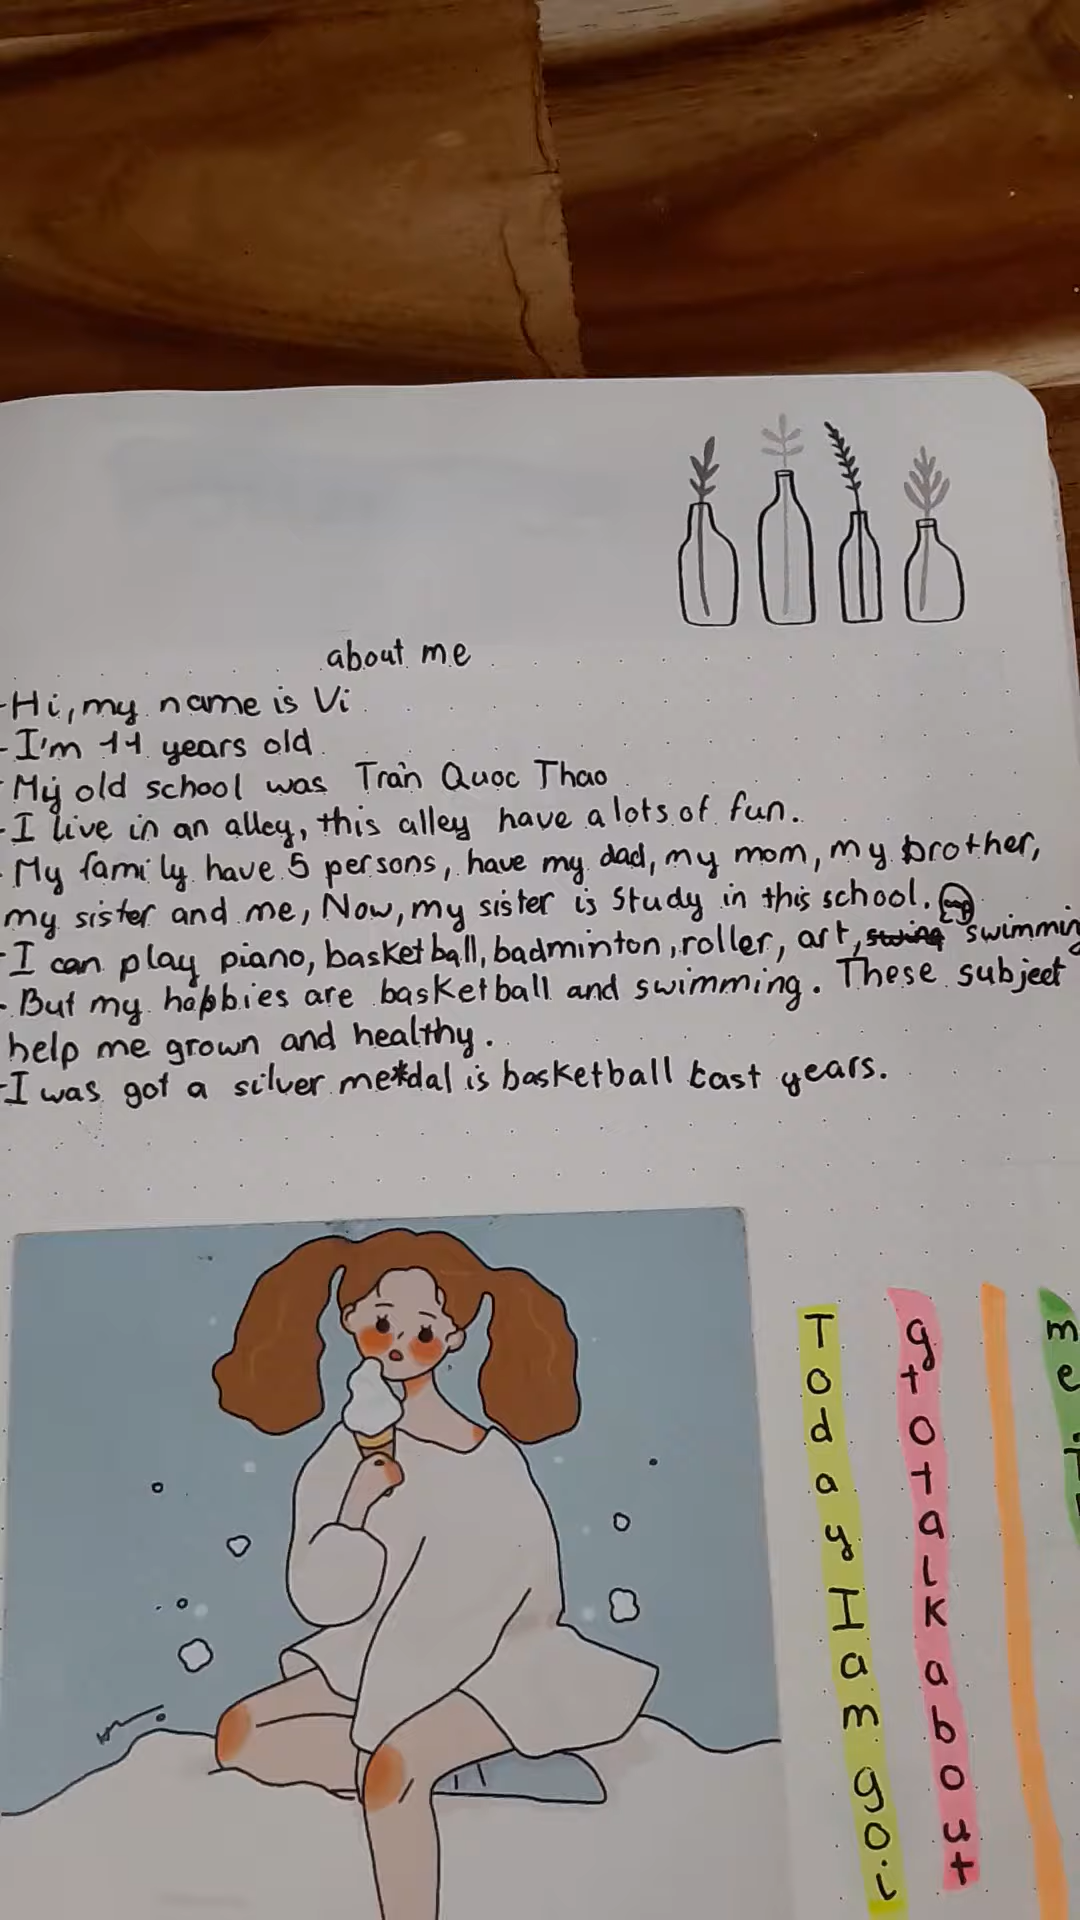 about me
-Hi, my name is Vi
-I'm 11 years old
-My old school was Trần Quoc Thao
-I live in an alley, this alley have a lots of fun.
-My family have 5 persons, have my dad, my mom, my brother,
my sister and me, Now, my sister is study in this school.
-I can play piano, basketball, badminton, roller, art, swimming
-But my hobbies are basketball and swimming. These subject
help me grown and healthy.
-I was got a silver medal is basketball last years.
Today I am goi
g to talk about
me